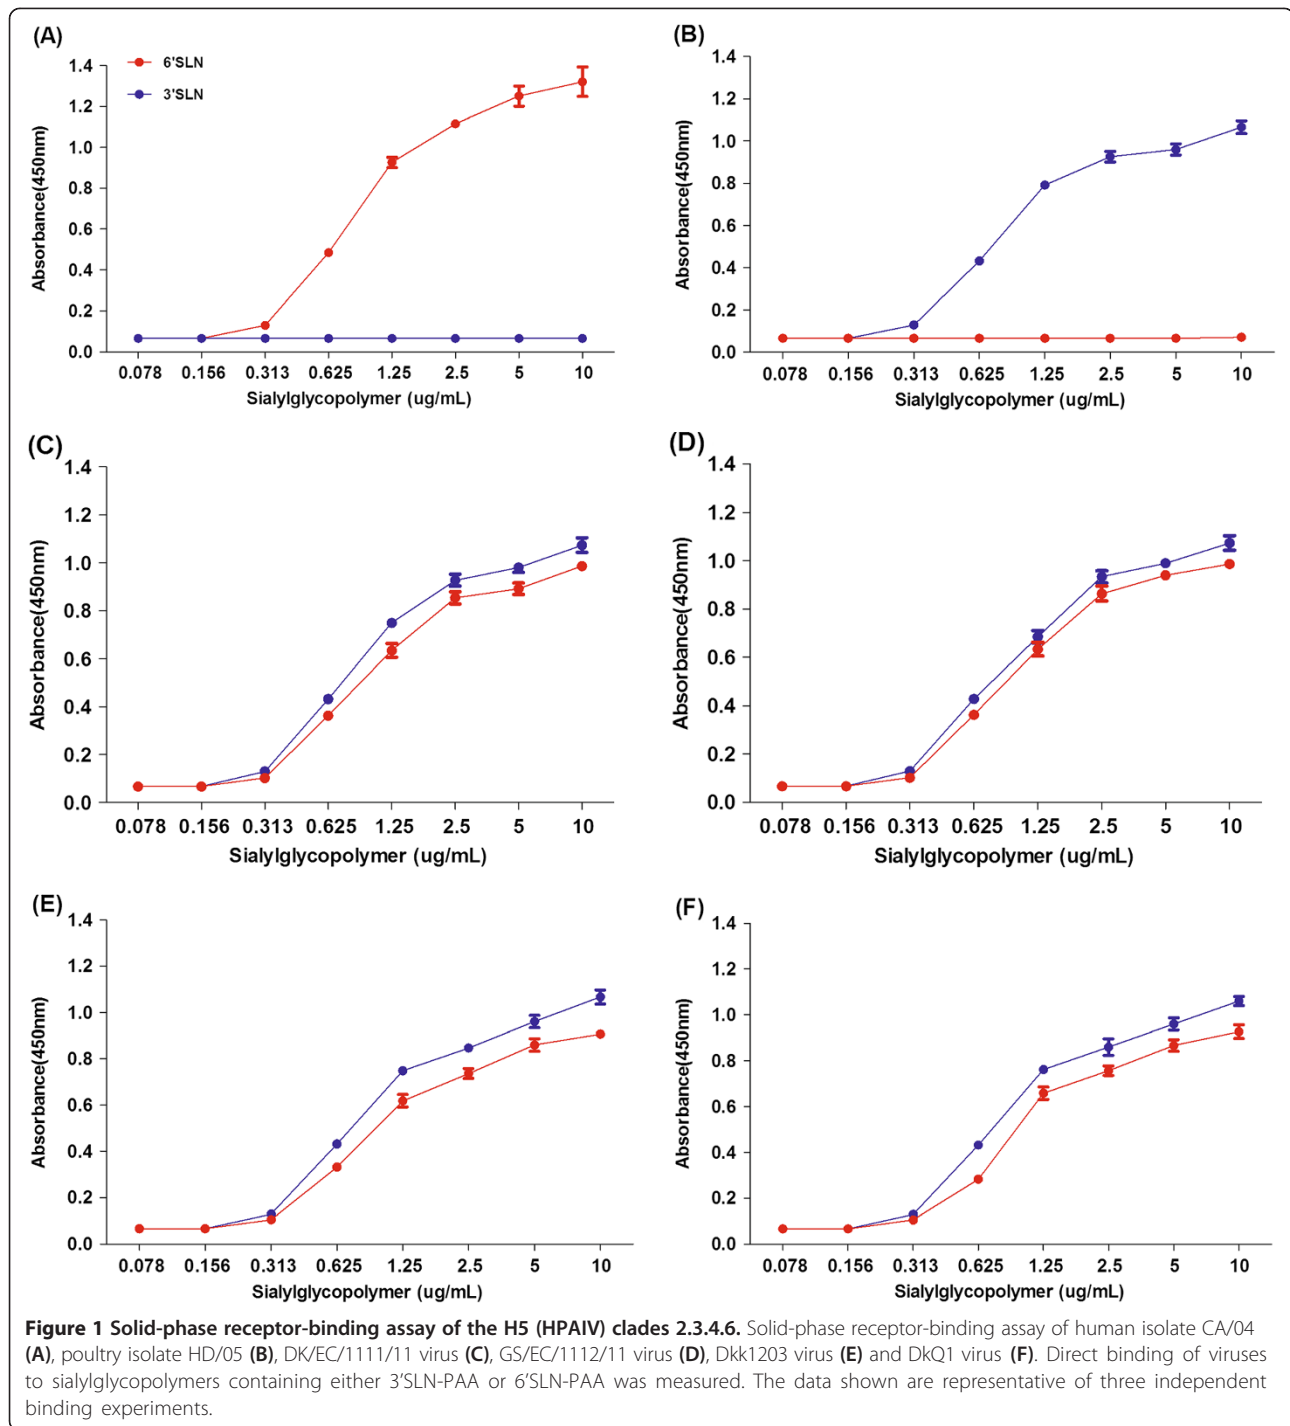 (A)
6'SLN
3'SLN
1.4
1.2
1.0
0.8
0.6
0.4
0.2
0.0
Absorbance(450nm)
0.078 0.156 0.313 0.625 1.25 2.5 5 10
Sialylglycopolymer (ug/mL)
(B)
1.4
1.2
1.0
0.8
0.6
0.4
0.2
0.0
Absorbance(450nm)
0.078 0.156 0.313 0.625 1.25 2.5 5 10
Sialylglycopolymer (ug/mL)
(C)
1.4
1.2
1.0
0.8
0.6
0.4
0.2
0.0
Absorbance(450nm)
0.078 0.156 0.313 0.625 1.25 2.5 5 10
Sialylglycopolymer (ug/mL)
(D)
1.4
1.2
1.0
0.8
0.6
0.4
0.2
0.0
Absorbance(450nm)
0.078 0.156 0.313 0.625 1.25 2.5 5 10
Sialylglycopolymer (ug/mL)
(E)
1.4
1.2
1.0
0.8
0.6
0.4
0.2
0.0
Absorbance(450nm)
0.078 0.156 0.313 0.625 1.25 2.5 5 10
Sialylglycopolymer (ug/mL)
(F)
1.4
1.2
1.0
0.8
0.6
0.4
0.2
0.0
Absorbance(450nm)
0.078 0.156 0.313 0.625 1.25 2.5 5 10
Sialylglycopolymer (ug/mL)
Figure 1 Solid-phase receptor-binding assay of the H5 (HPAIV) clades 2.3.4.6. Solid-phase receptor-binding assay of human isolate CA/04
(A), poultry isolate HD/05 (B), DK/EC/1111/11 virus (C), GS/EC/1112/11 virus (D), Dkk1203 virus (E) and DkQ1 virus (F). Direct binding of viruses
to sialylglycopolymers containing either 3'SLN-PAA or 6'SLN-PAA was measured. The data shown are representative of three independent
binding experiments.